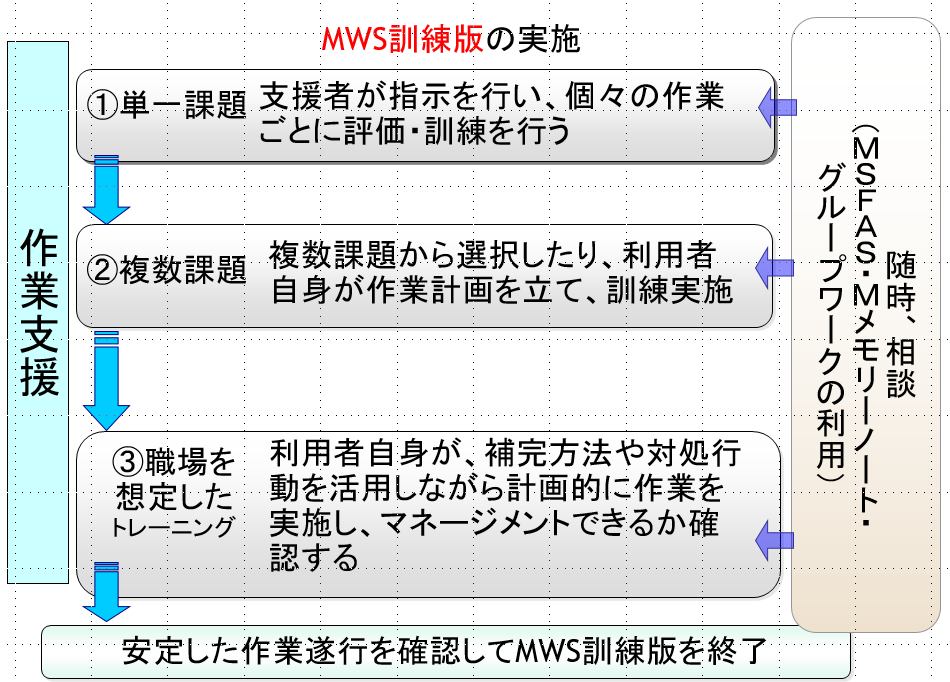 MWS訓練版の実施
作業支援
①単一課題
支援者が指示を行い、個々の作業
ごとに評価・訓練を行う
②複数課題
複数課題から選択したり、利用者
自身が作業計画を立て、訓練実施
③職場を
想定した
トレーニング
利用者自身が、補完方法や対処行
動を活用しながら計画的に作業を
実施し、マネージメントできるか確
認する
随時、相談
（ＭＳＦＡＳ・Ｍメモリーノート・
グループワークの利用）
安定した作業遂行を確認してMWS訓練版を終了